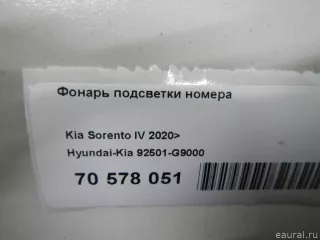 Фонарь подсветки номера
Kia Sorento IV 2020>
Hyundai-Kia 92501-G9000
70 578 051
eaural.ru